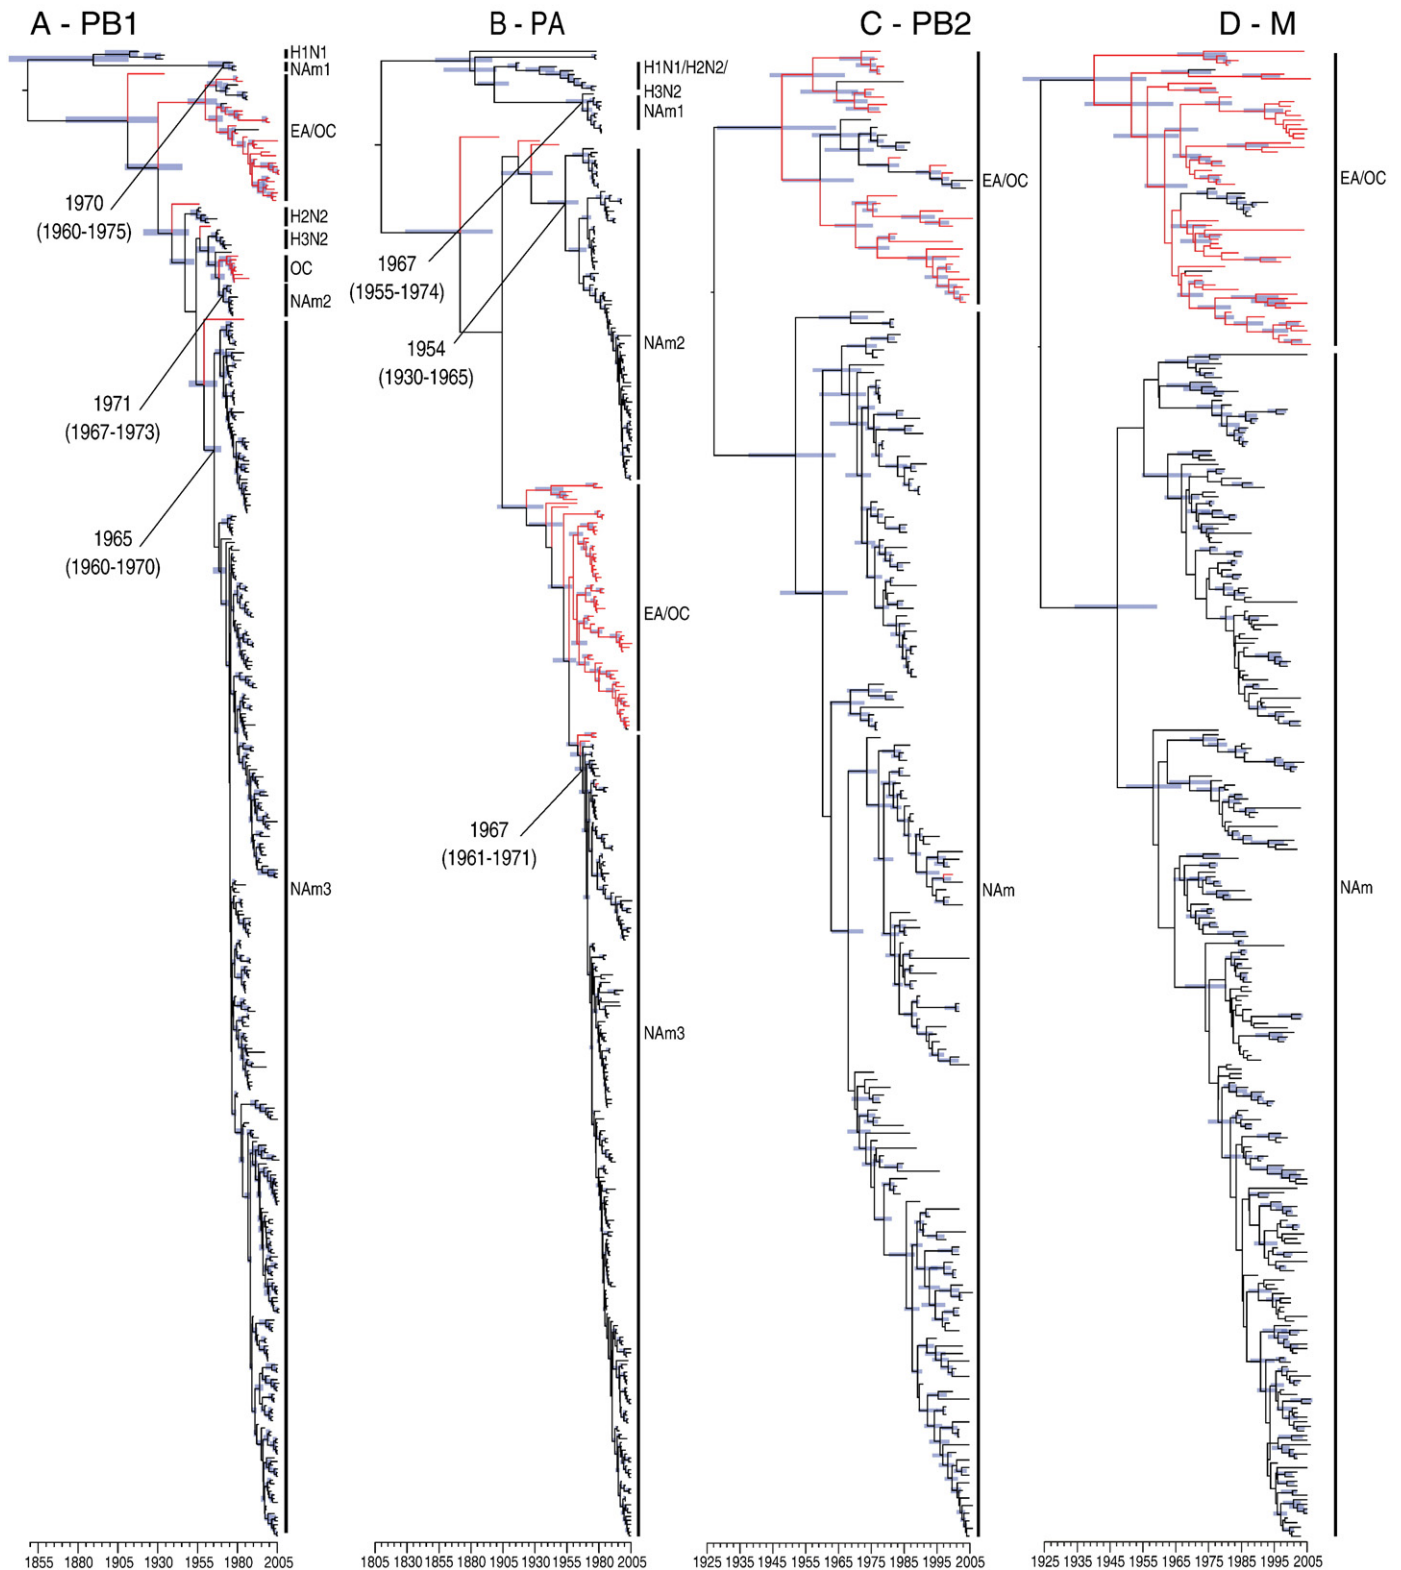 A - PB1
H1N1
NAm1
EA/OC
1970
(1960-1975)
H2N2
H3N2
OC
NAm2
1971
(1967-1973)
1965
(1960-1970)
NAm3
1855 1880 1905 1930 1955 1980 2005
B - PA
H1N1/H2N2/
H3N2
NAm1
1967
(1955-1974)
1954
(1930-1965)
NAm2
EA/OC
1967
(1961-1971)
NAm3
1805 1830 1855 1880 1905 1930 1955 1980 2005
C - PB2
EA/OC
NAm
1925 1935 1945 1955 1965 1975 1985 1995 2005
D - M
EA/OC
NAm
1925 1935 1945 1955 1965 1975 1985 1995 2005